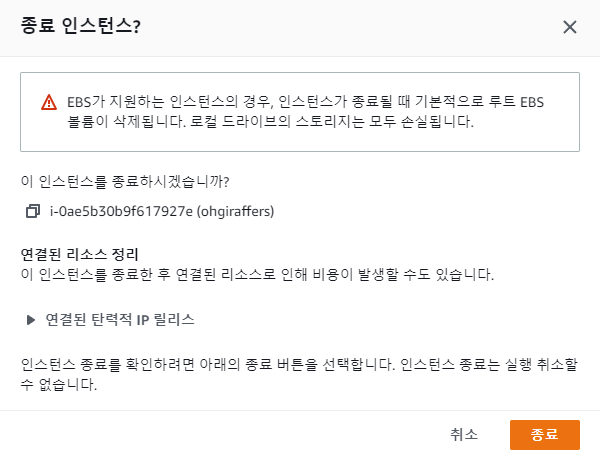 종료 인스턴스?
EBS가 지원하는 인스턴스의 경우, 인스턴스가 종료될 때 기본적으로 루트 EBS
볼륨이 삭제됩니다. 로컬 드라이브의 스토리지는 모두 손실됩니다.
이 인스턴스를 종료하시겠습니까?
i-0ae5b30b9f617927e (ohgiraffers)
연결된 리소스 정리
이 인스턴스를 종료한 후 연결된 리소스로 인해 비용이 발생할 수도 있습니다.
연결된 탄력적 IP 릴리스
인스턴스 종료를 확인하려면 아래의 종료 버튼을 선택합니다. 인스턴스 종료는 실행 취소할
수 없습니다.
취소 종료